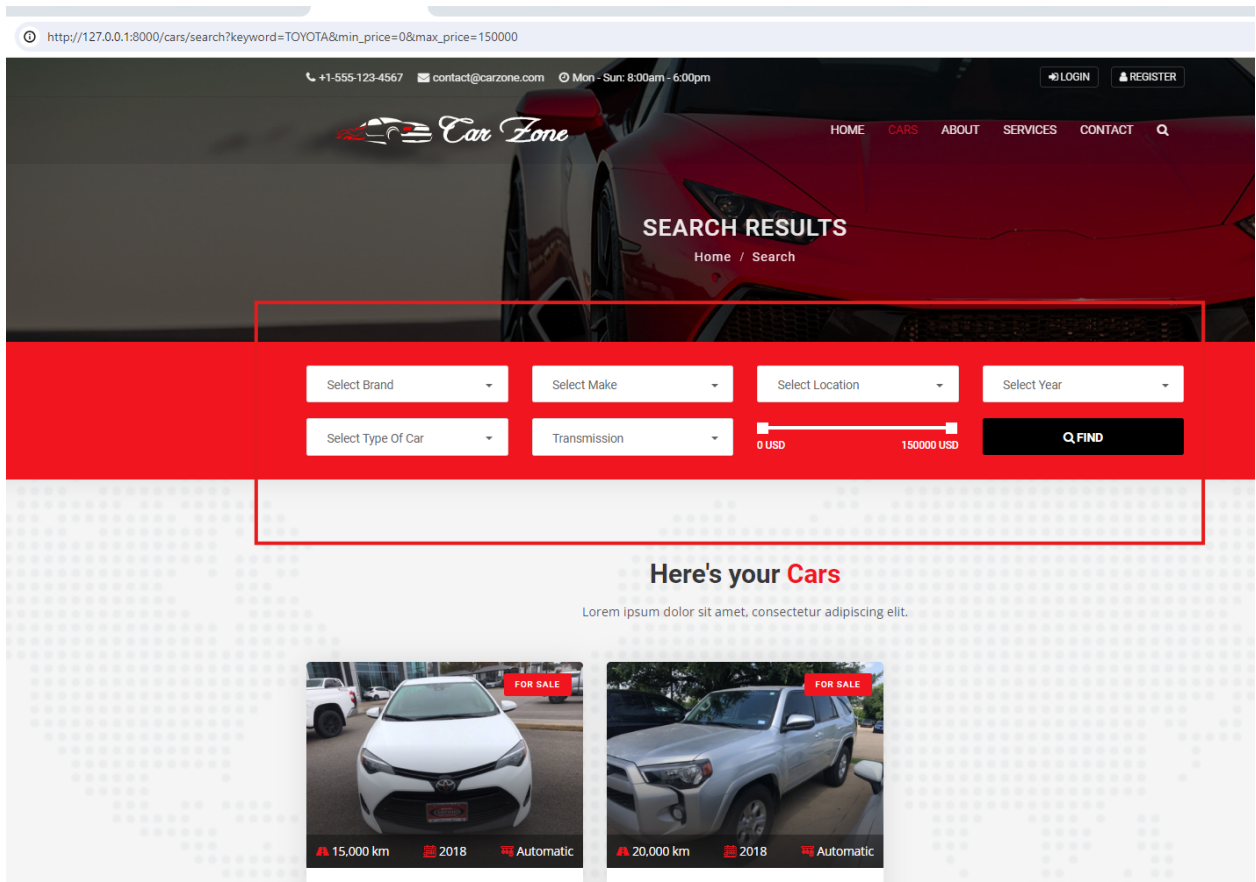 http://127.0.0.1:8000/cars/search?keyword=TOYOTA&min_price=0&max_price=150000
+1-555-123-4567 contact@carzone.com Mon - Sun: 8:00am - 6:00pm LOGIN REGISTER
Car Zone HOME CARS ABOUT SERVICES CONTACT
SEARCH RESULTS
Home / Search
Select Brand Select Make Select Location Select Year
Select Type Of Car Transmission 0 USD 150000 USD FIND
Here's your Cars
Lorem ipsum dolor sit amet, consectetur adipiscing elit.
FOR SALE FOR SALE
15,000 km 2018 Automatic 20,000 km 2018 Automatic